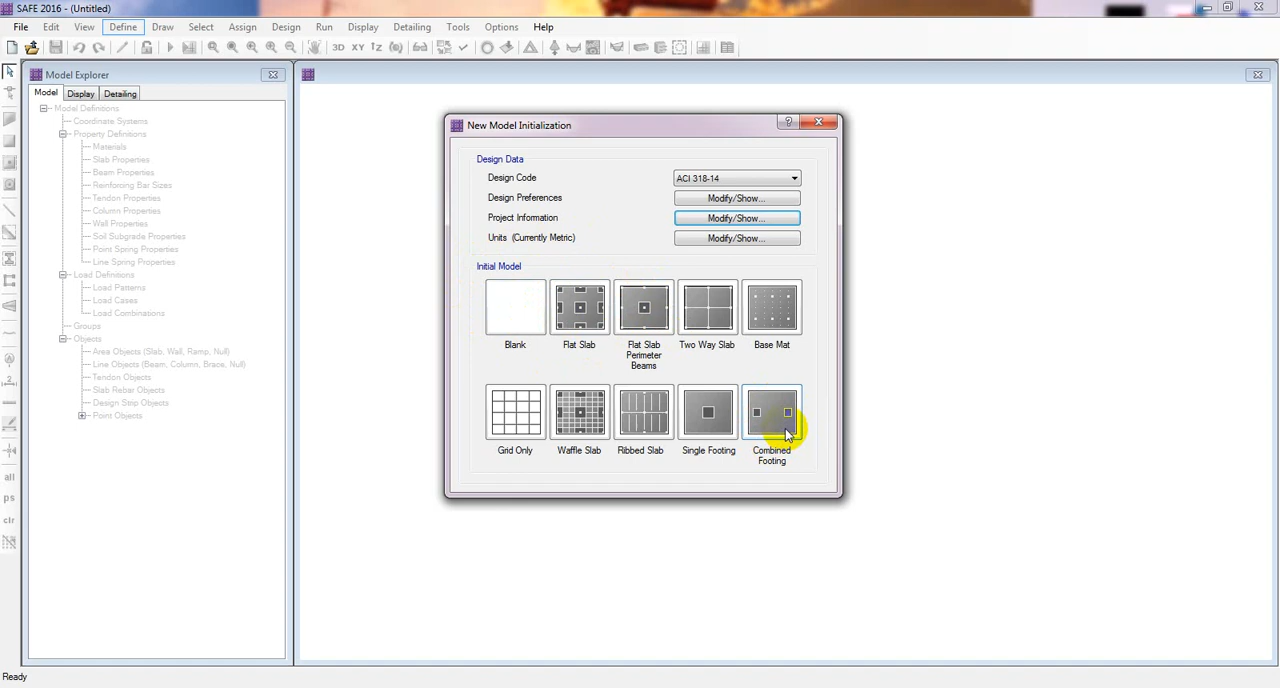 SAFE 2016 - (Untitled)
File Edit View Define Draw Select Assign Design Run Display Detailing Tools Options Help
3D XY
Model Explorer
Model Display Detailing
Model Definitions
Coordinate Systems
Property Definitions
Materials
Slab Properties
Beam Properties
Reinforcing Bar Sizes
Tendon Properties
Column Properties
Wall Properties
Soil Subgrade Properties
Point Spring Properties
Line Spring Properties
Load Definitions
Load Patterns
Load Cases
Load Combinations
Groups
Objects
Area Objects (Slab, Wall, Ramp, Null)
Line Objects (Beam, Column, Brace, Null)
Tendon Objects
Slab Rebar Objects
Design Strip Objects
Point Objects
all
ps
clr
New Model Initialization
Design Data
Design Code ACI 318-14
Design Preferences Modify/Show...
Project Information Modify/Show...
Units (Currently Metric) Modify/Show...
Initial Model
Blank Flat Slab Flat Slab Two Way Slab Base Mat
Perimeter
Beams
Grid Only Waffle Slab Ribbed Slab Single Footing Combined
Footing
Ready